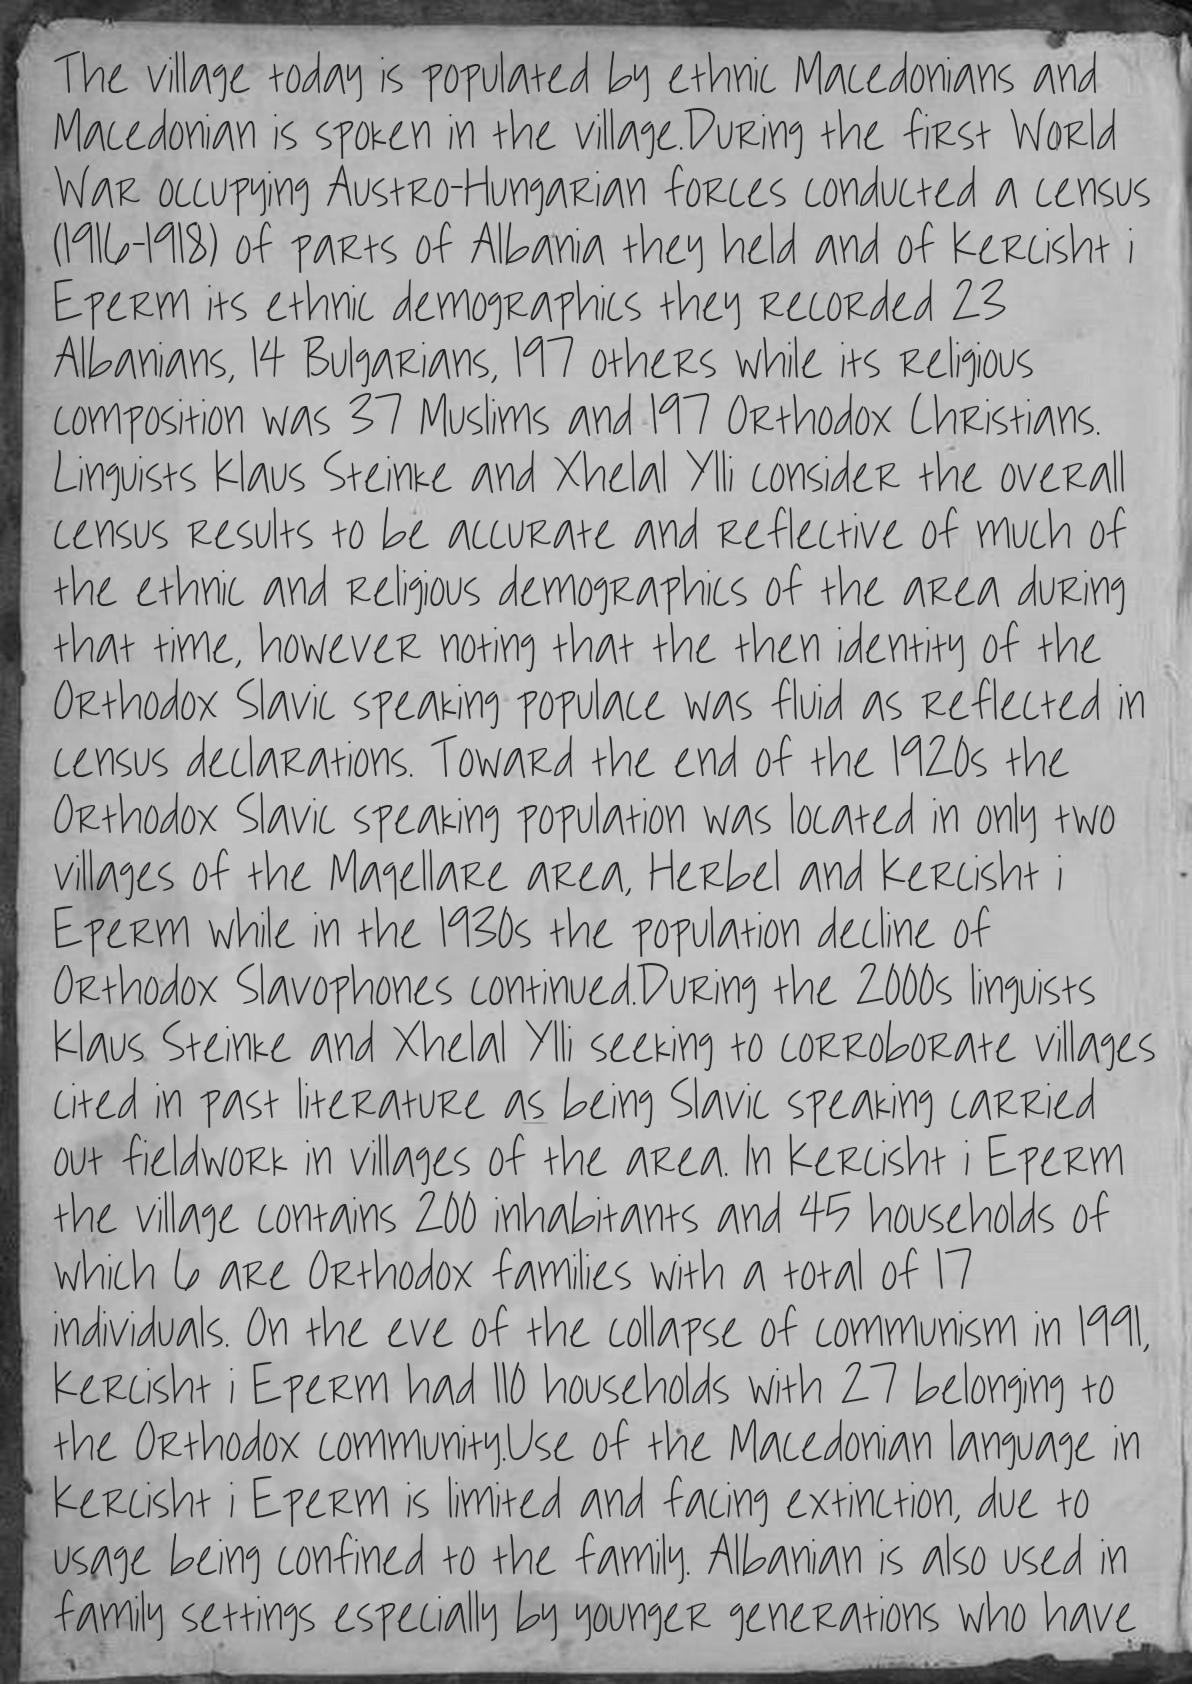 The village today is populated by ethnic Macedonians and
Macedonian is spoken in the village.During the first World
War occupying Austro-Hungarian forces conducted a census
(1916-1918) of parts of Albania they held and of Kercisht i
Eperm its ethnic demographics they recorded 23
Albanians, 14 Bulgarians, 197 others while its religious
composition was 37 Muslims and 197 Orthodox Christians.
Linguists Klaus Steinke and Xhelal Ylli consider the overall
census results to be accurate and reflective of much of
the ethnic and religious demographics of the area during
that time, however noting that the then identity of the
Orthodox Slavic speaking populace was fluid as reflected in
census declarations. Toward the end of the 1920s the
Orthodox Slavic speaking population was located in only two
villages of the Maqellare area, Herbel and Kercisht i
Eperm while in the 1930s the population decline of
Orthodox Slavophones continued.During the 2000s linguists
Klaus Steinke and Xhelal Ylli seeking to corroborate villages
cited in past literature as being Slavic speaking carried
out fieldwork in villages of the area. In Kercisht i Eperm
the village contains 200 inhabitants and 45 households of
which 6 are Orthodox families with a total of 17
individuals. On the eve of the collapse of communism in 1991,
Kercisht i Eperm had 110 households with 27 belonging to
the Orthodox community.Use of the Macedonian language in
Kercisht i Eperm is limited and facing extinction, due to
usage being confined to the family. Albanian is also used in
family settings especially by younger generations who have